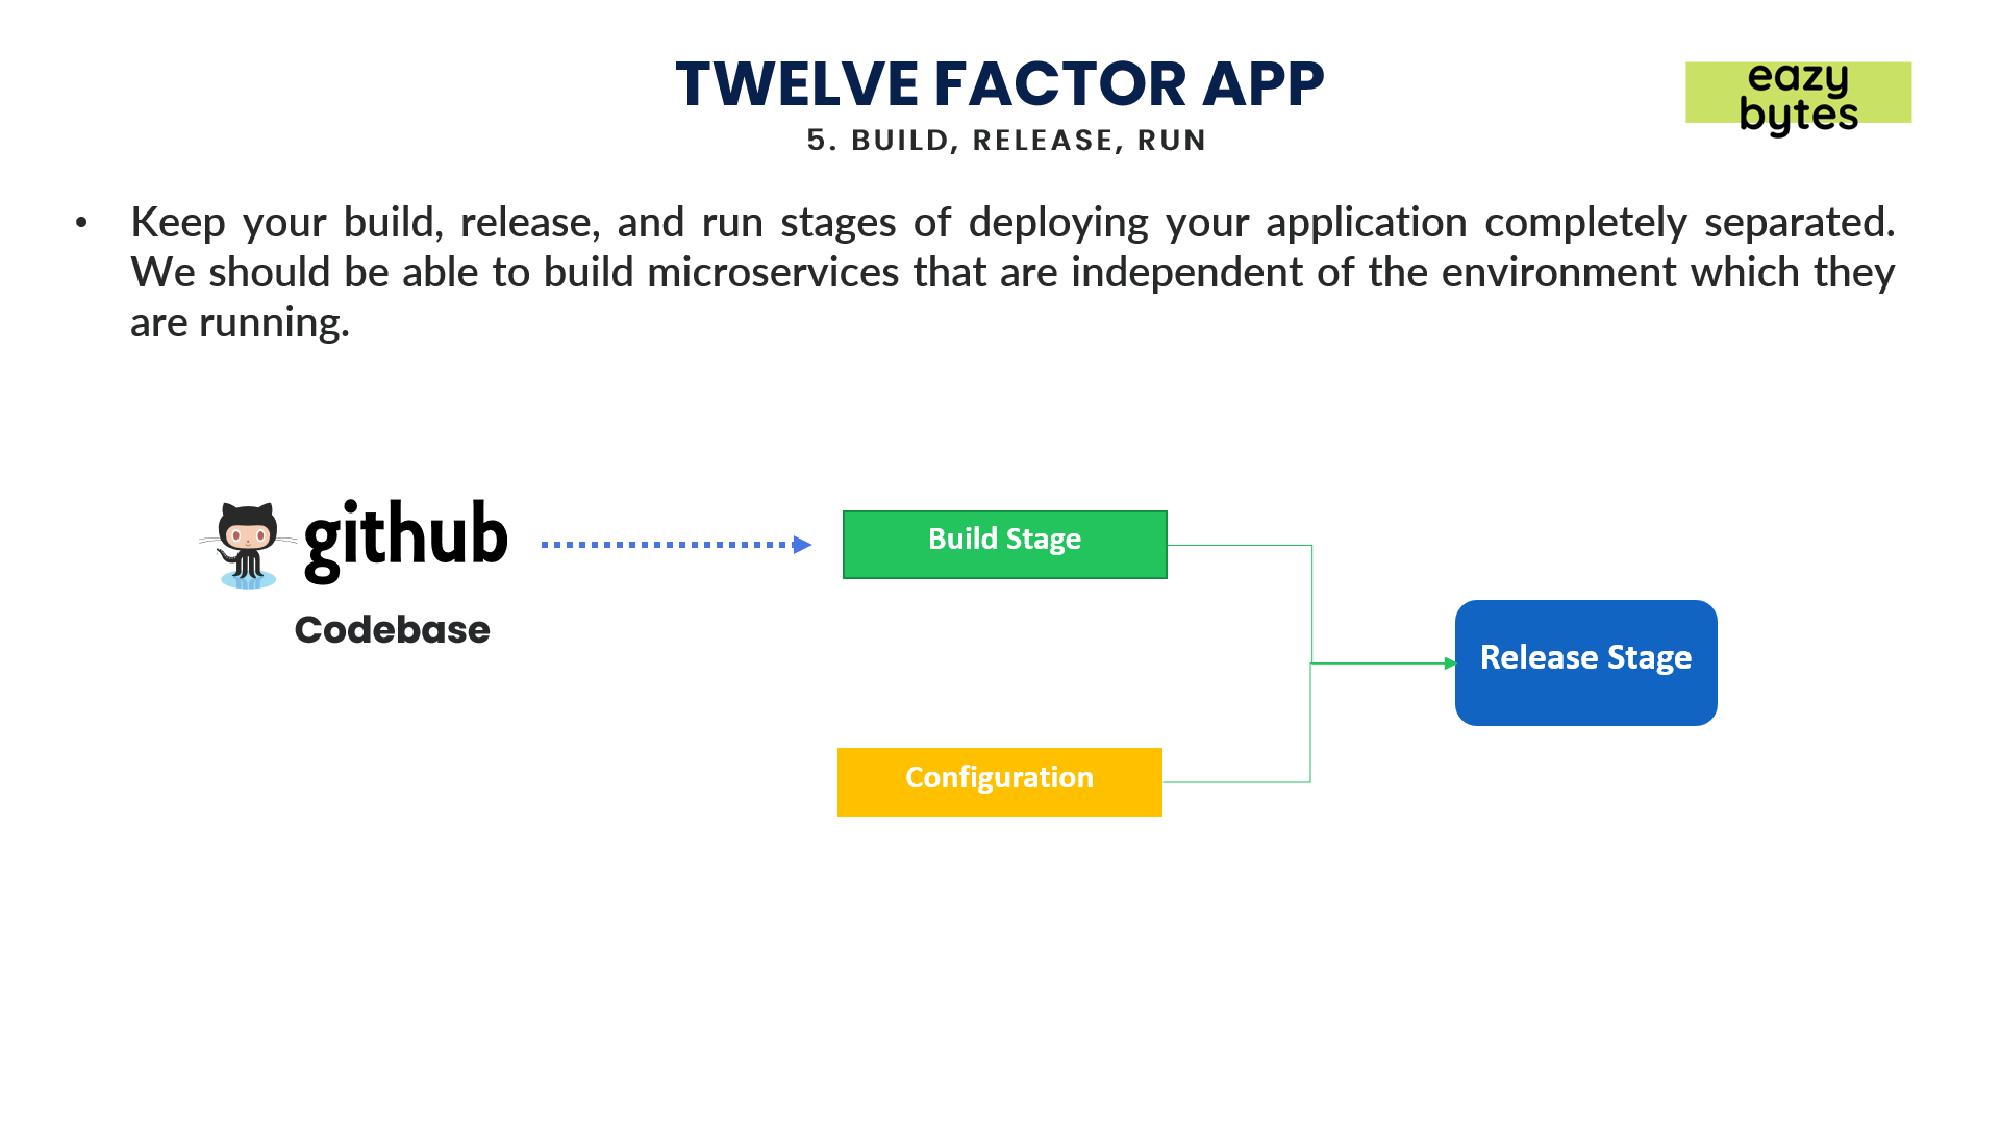 TWELVE FACTOR APP
5. BUILD, RELEASE, RUN
eazy
bytes
• Keep your build, release, and run stages of deploying your application completely separated.
We should be able to build microservices that are independent of the environment which they
are running.
github
Codebase
Build Stage
Release Stage
Configuration